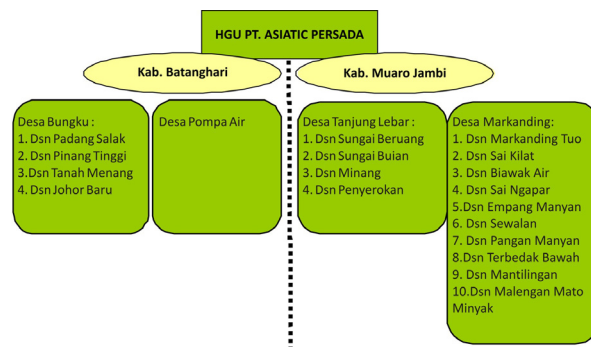 HGU PT. ASIATIC PERSADA
Kab. Batanghari
Kab. Muaro Jambi
Desa Bungku :
1. Dsn Padang Salak
2. Dsn Pinang Tinggi
3.Dsn Tanah Menang
4. Dsn Johor Baru
Desa Pompa Air
Desa Tanjung Lebar :
1. Dsn Sungai Beruang
2. Dsn Sungai Buian
3. Dsn Minang
4. Dsn Penyerokan
Desa Markanding:
1. Dsn Markanding Tuo
2. Dsn Sai Kilat
3. Dsn Biawak Air
4. Dsn Sai Ngapar
5.Dsn Empang Manyan
6. Dsn Sewalan
7. Dsn Pangan Manyan
8.Dsn Terbedak Bawah
9. Dsn Mantilingan
10.Dsn Malengan Mato
Minyak